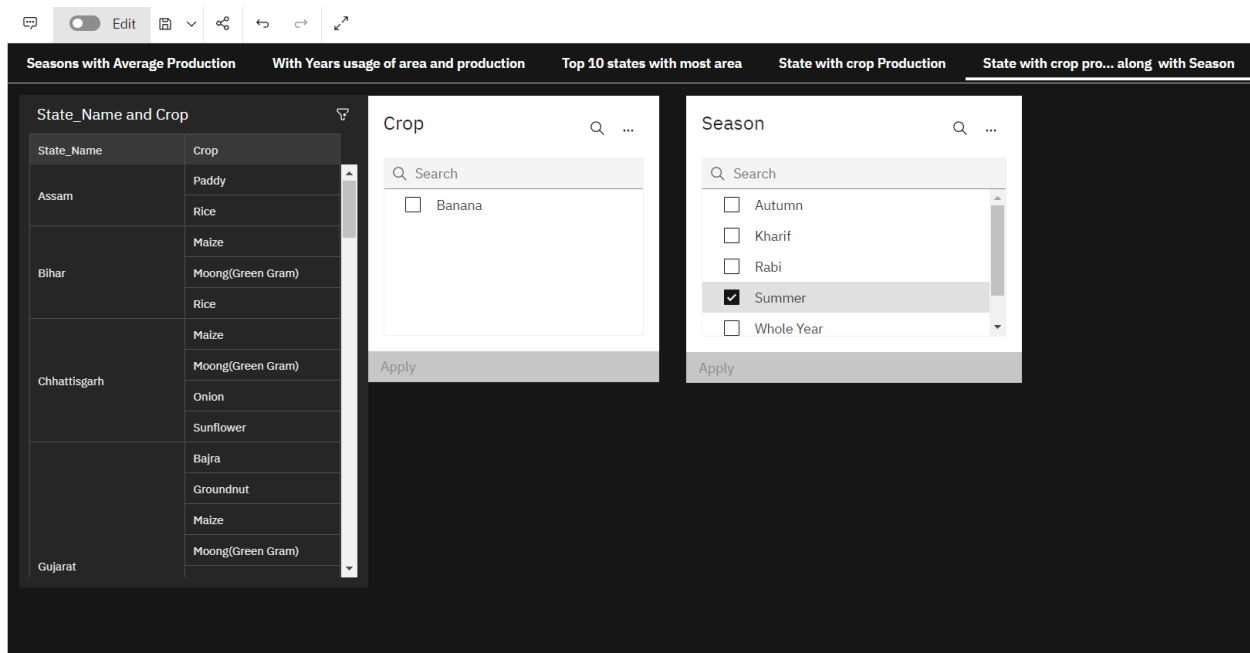 Edit
Seasons with Average Production
With Years usage of area and production
Top 10 states with most area
State with crop Production
State with crop pro... along with Season
State_Name and Crop
State_Name Crop
Assam
Paddy
Rice
Bihar
Maize
Moong(Green Gram)
Rice
Chhattisgarh
Maize
Moong(Green Gram)
Onion
Sunflower
Gujarat
Bajra
Groundnut
Maize
Moong(Green Gram)
Crop
...
Search
Banana
Apply
Season
...
Search
Autumn
Kharif
Rabi
Summer
Whole Year
Apply